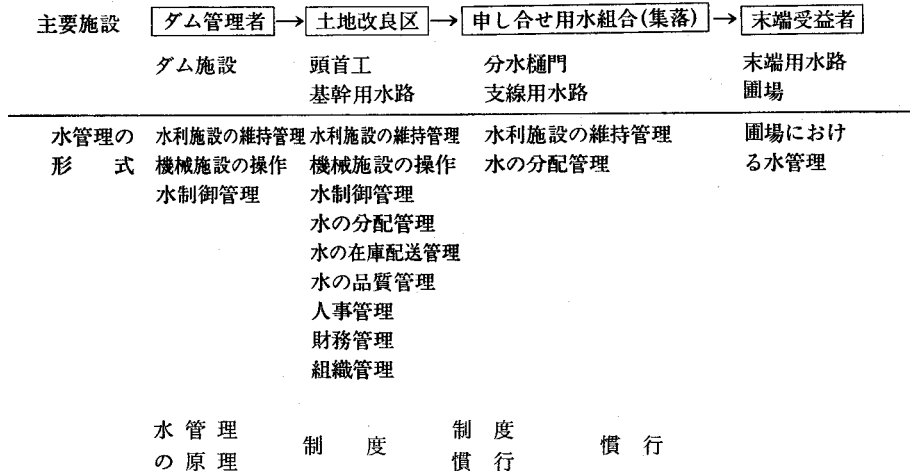 主要施設 ダム管理者→土地改良区→申し合せ用水組合(集落)→末端受益者
ダム施設 頭首工 分水樋門 末端用水路
基幹用水路 支線用水路 圃場
水管理の 水利施設の維持管理 水利施設の維持管理 水利施設の維持管理 圃場におけ
形式 機械施設の操作 機械施設の操作 水の分配管理 る水管理
水制御管理 水制御管理
水の分配管理
水の在庫配送管理
水の品質管理
人事管理
財務管理
組織管理
水管理 制度 制度 慣行
の原理 慣行